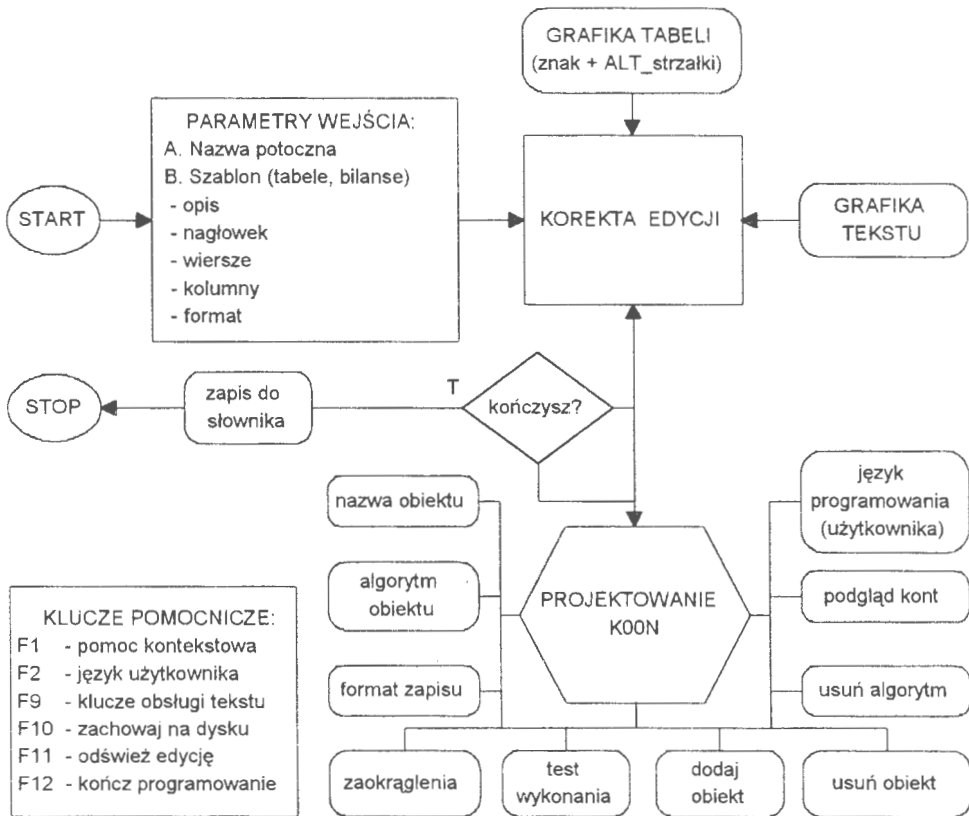 GRAFIKA TABELI
(znak + ALT_strzałki)
PARAMETRY WEJŚCIA:
A. Nazwa potoczna
B. Szablon (tabele, bilanse)
- opis
- nagłowek
- wiersze
- kolumny
- format
START
KOREKTA EDYCJI
GRAFIKA
TEKSTU
STOP
zapis do
słownika
T
kończysz?
nazwa obiektu
język
programowania
(użytkownika)
algorytm
obiektu
PROJEKTOWANIE
K00N
podgląd kont
format zapisu
usuń algorytm
zaokrąglenia
test
wykonania
dodaj
obiekt
usuń obiekt
KLUCZE POMOCNICZE:
F1 - pomoc kontekstowa
F2 - język użytkownika
F9 - klucze obsługi tekstu
F10 - zachowaj na dysku
F11 - odśwież edycję
F12 - kończ programowanie